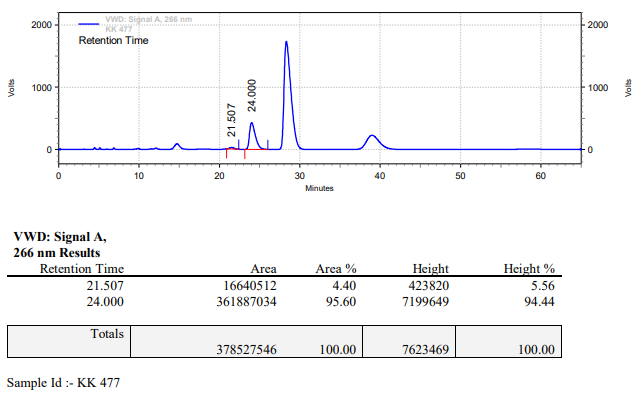 VWD: Signal A, 266 nm
KK 477
Retention Time
Volts
2000
1000
0
21.507
24.000
2000
1000
0
Volts
0 10 20 30 40 50 60
Minutes
VWD: Signal A,
266 nm Results
Retention Time Area Area % Height Height %
21.507 16640512 4.40 423820 5.56
24.000 361887034 95.60 7199649 94.44
Totals
378527546 100.00 7623469 100.00
Sample Id :- KK 477